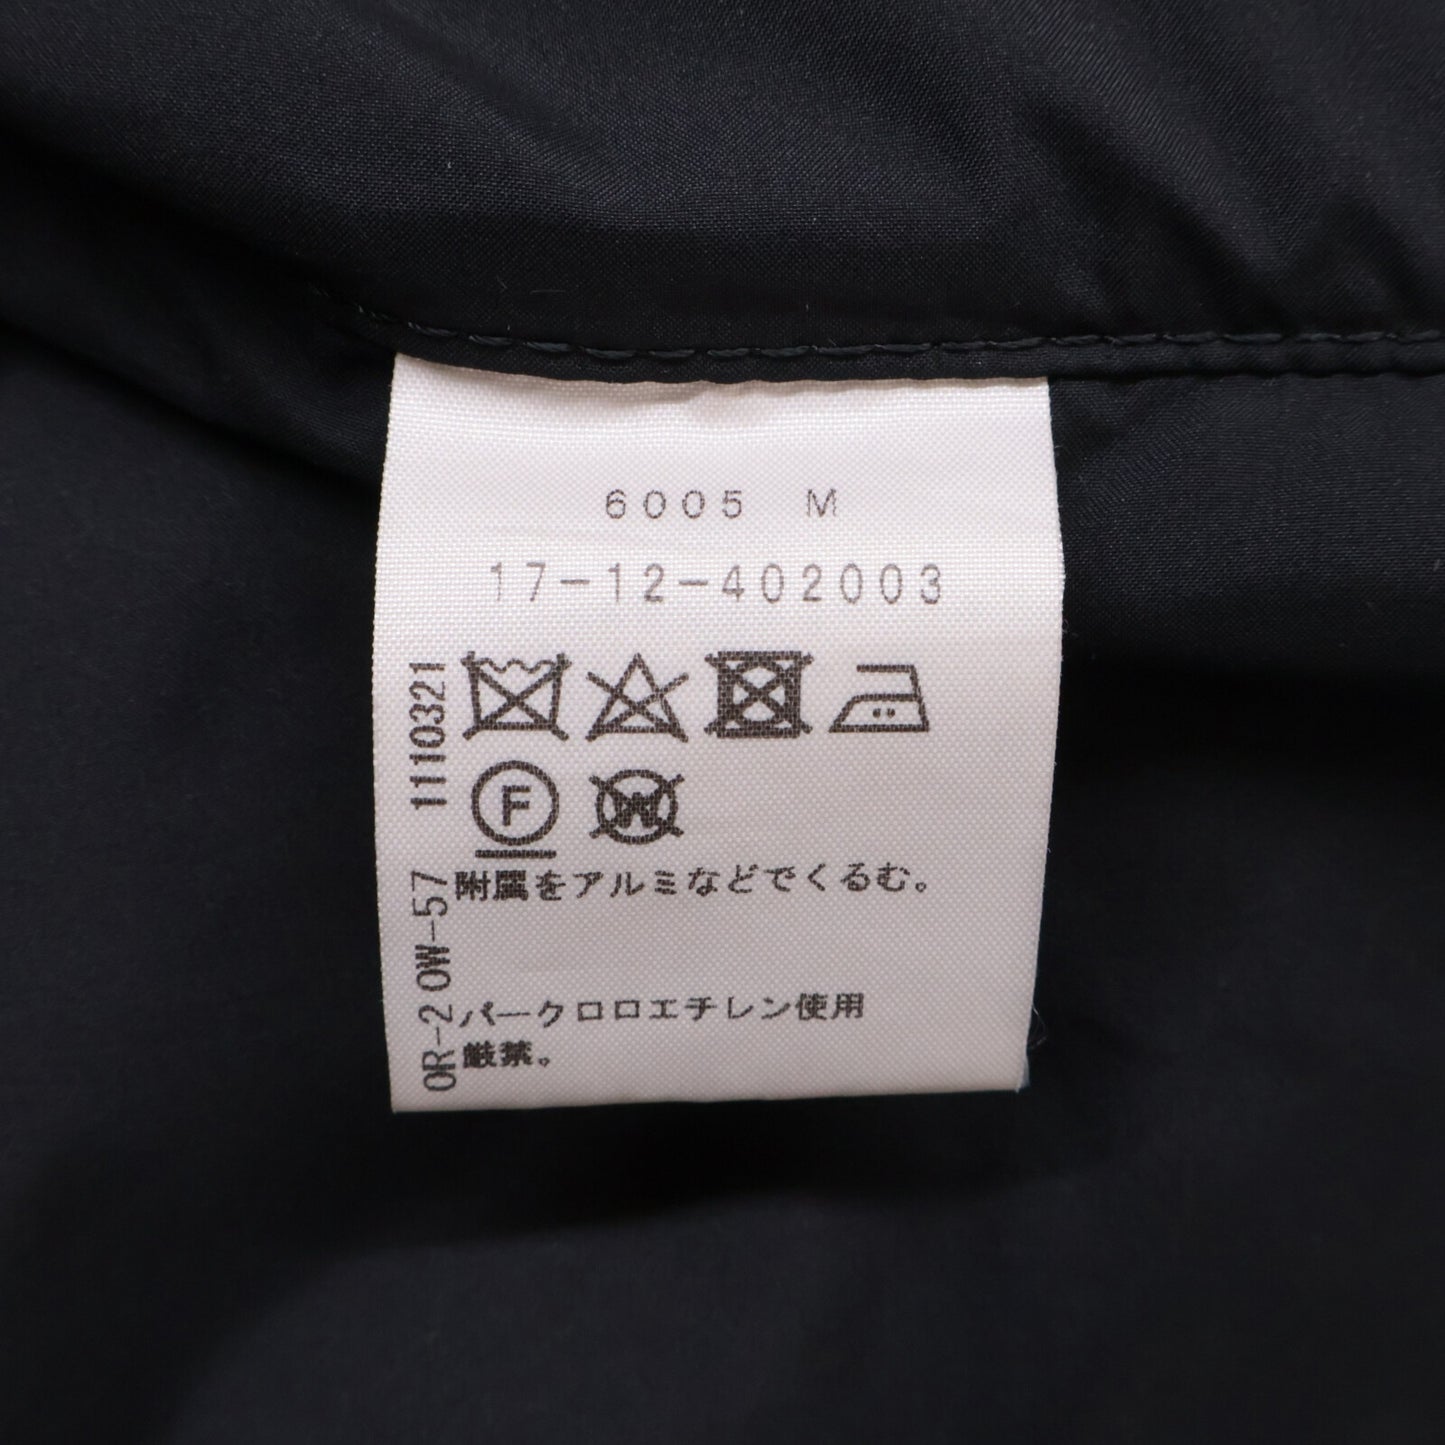 6005 M
17-12-402003
F
W
附属をアルミなどでくるむ。
パークロロエチレン使用
厳禁。
OR-20W-57 1110321